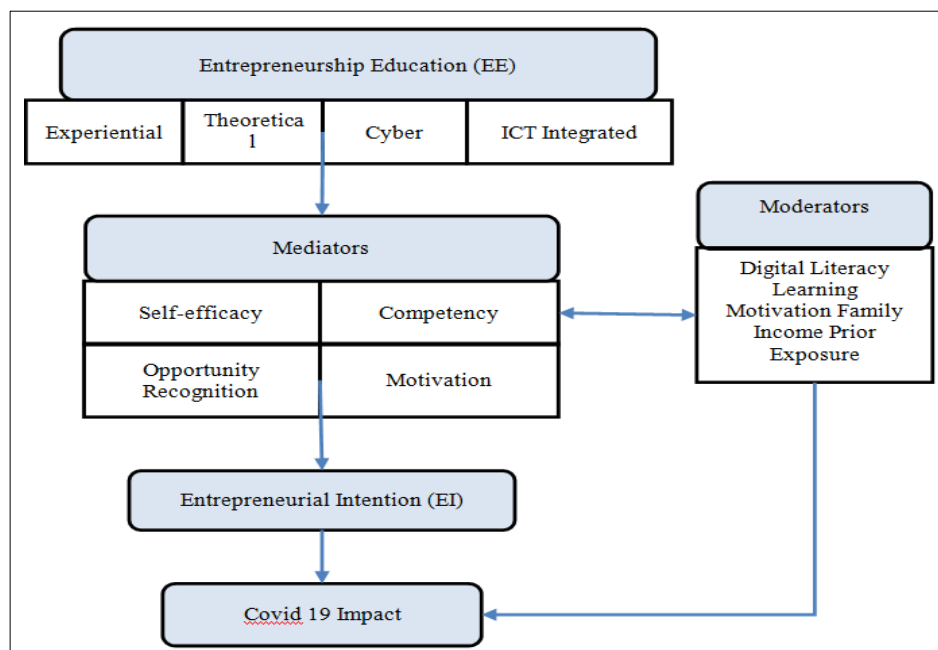 Entrepreneurship Education (EE)
Experiential
Theoretica
l
Cyber
ICT Integrated
Moderators
Mediators
Digital Literacy
Learning
Motivation Family
Income Prior
Exposure
Self-efficacy
Competency
Opportunity
Recognition
Motivation
Entrepreneurial Intention (EI)
Covid 19 Impact